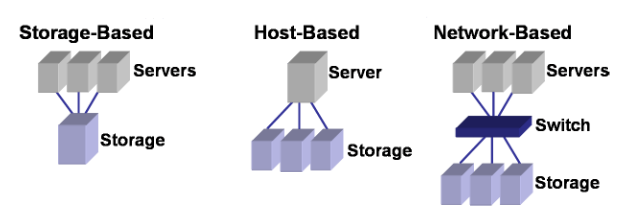 Storage-Based
Servers
Storage
Host-Based
Server
Storage
Network-Based
Servers
Switch
Storage